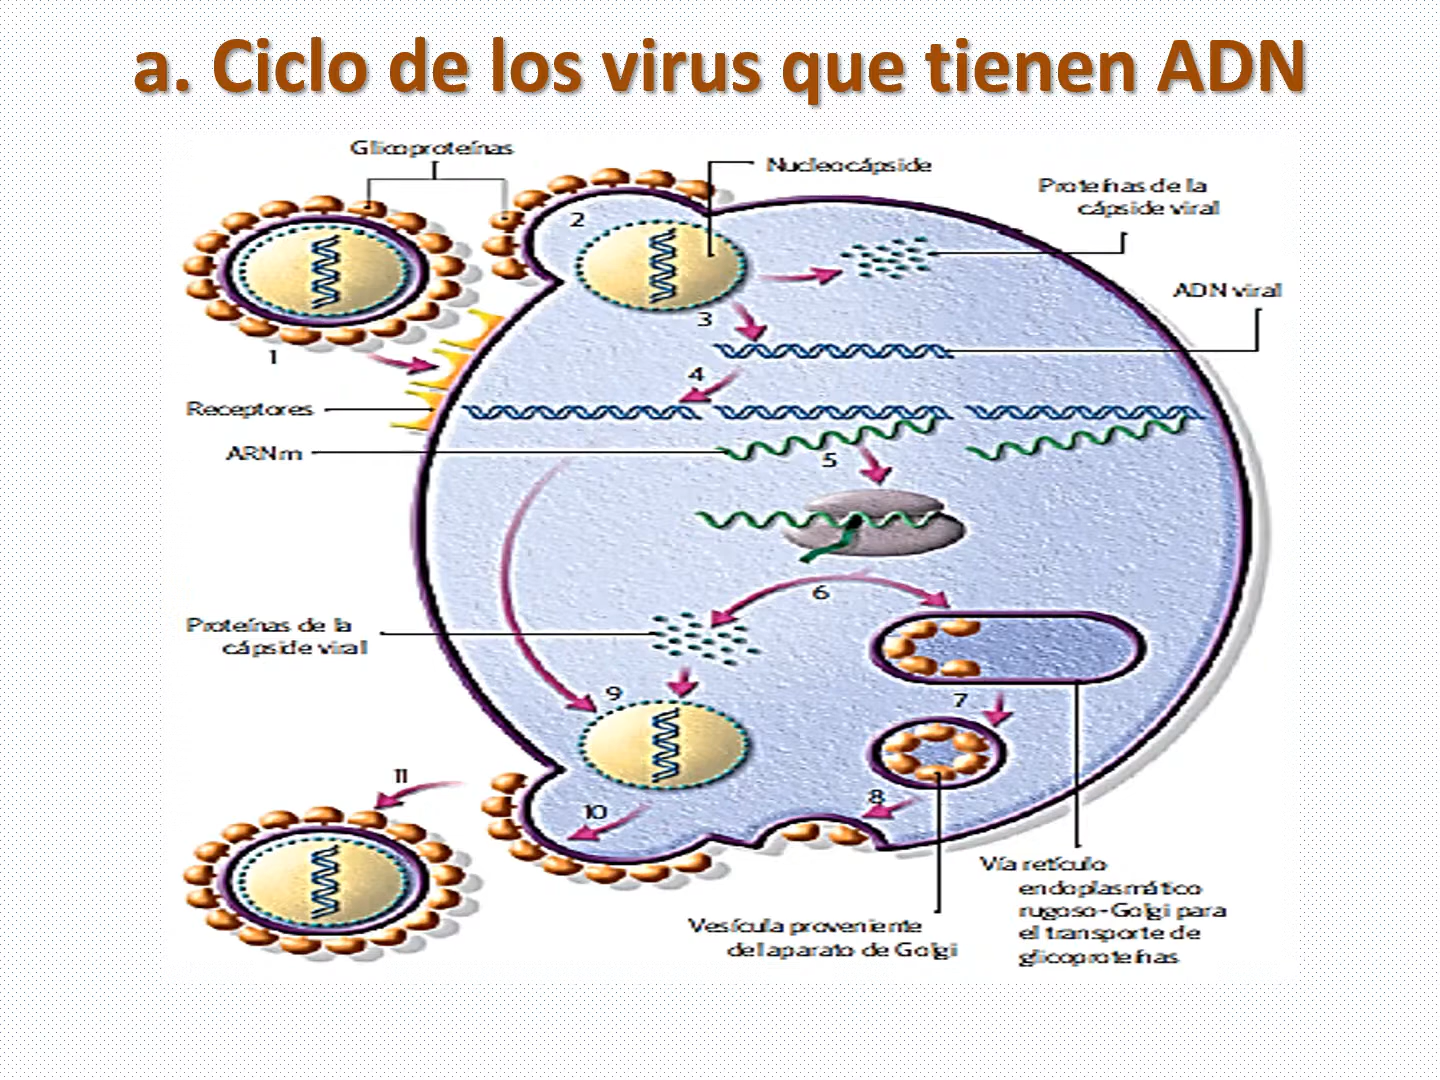 a. Ciclo de los virus que tienen ADN
Glicoproteínas
Nucleocápside
Proteínas de la
cápside viral
2
ADN viral
3
1
4
Receptores
ARNm
5
6
Proteínas de la
cápside viral
9
7
11
8
10
Vía retículo
endoplasmático
rugoso-Golgi para
el transporte de
glicoproteínas
Vesícula proveniente
del aparato de Golgi